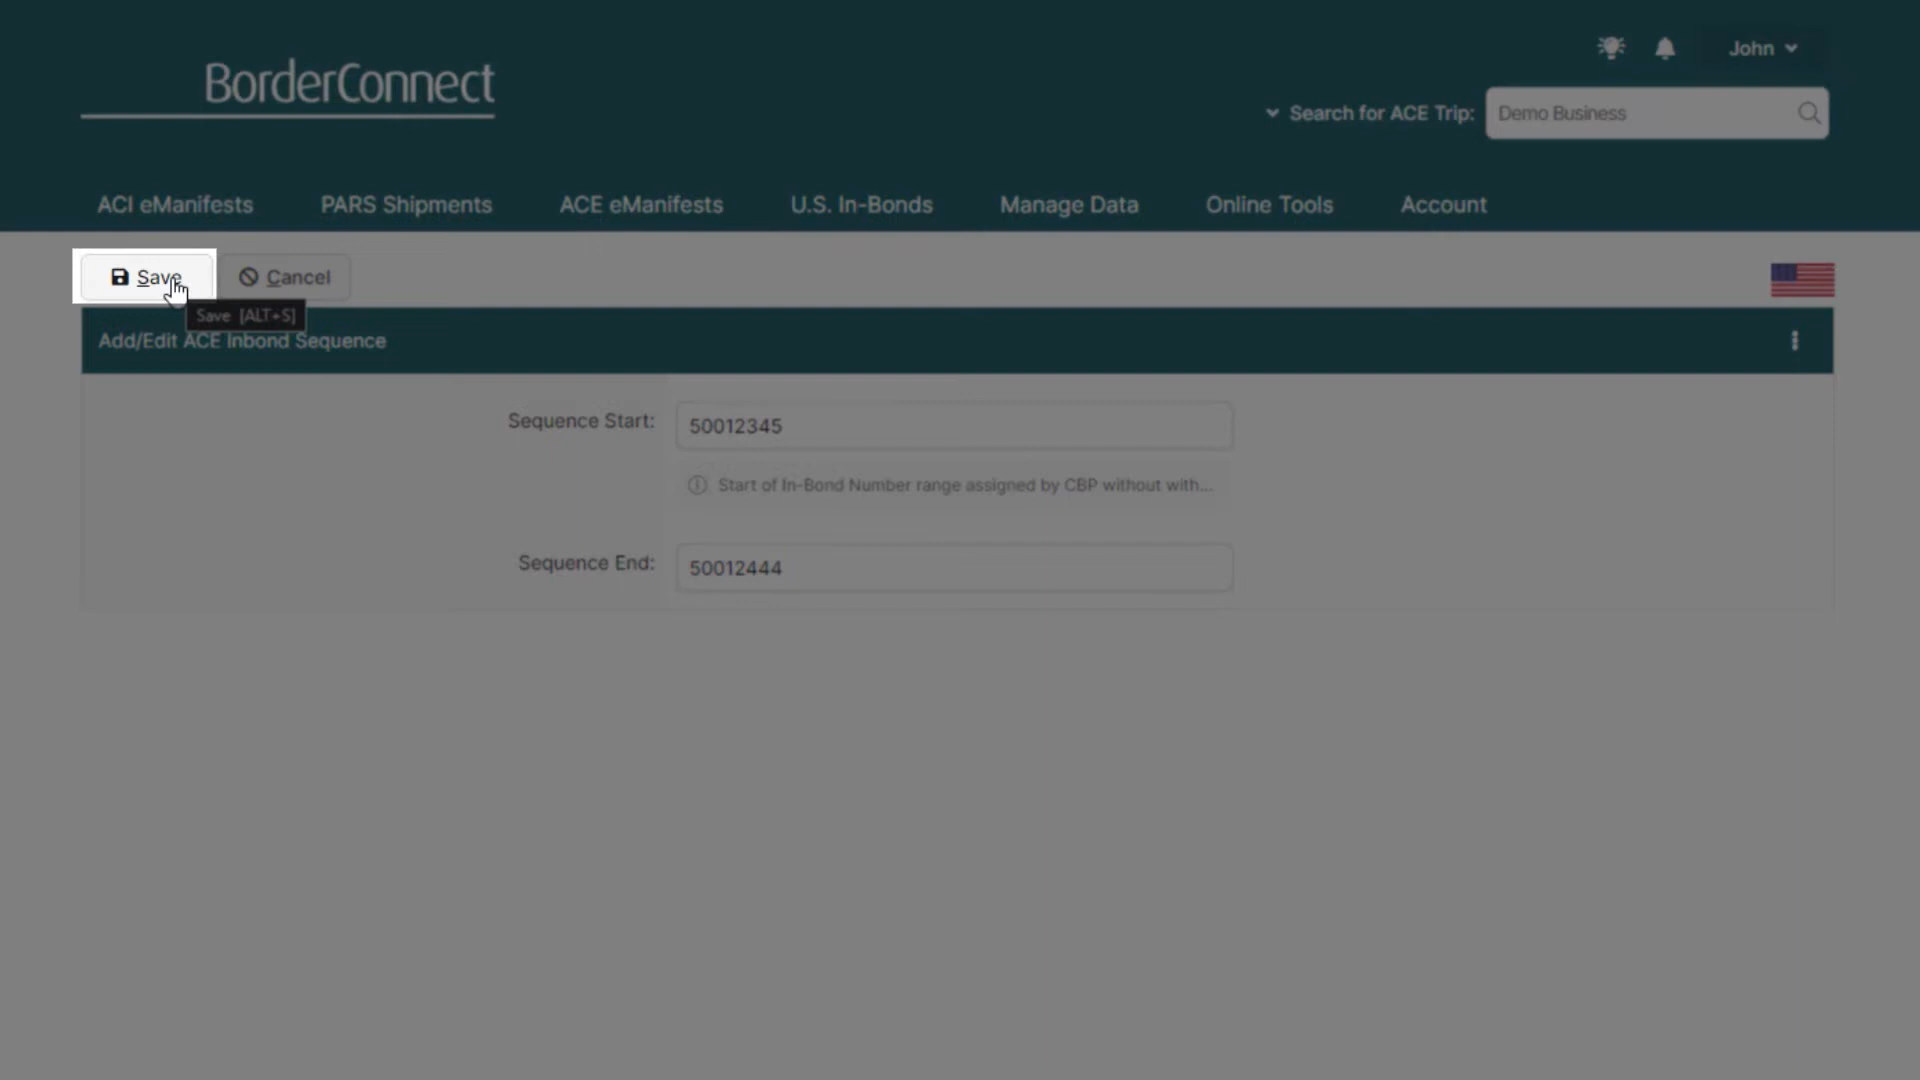 John
BorderConnect
Search for ACE Trip: Demo Business
ACI eManifests PARS Shipments ACE eManifests U.S. In-Bonds Manage Data Online Tools Account
Save Cancel
Save [ALT+S]
Add/Edit ACE Inbond Sequence
Sequence Start: 50012345
Start of In-Bond Number range assigned by CBP without with...
Sequence End: 50012444